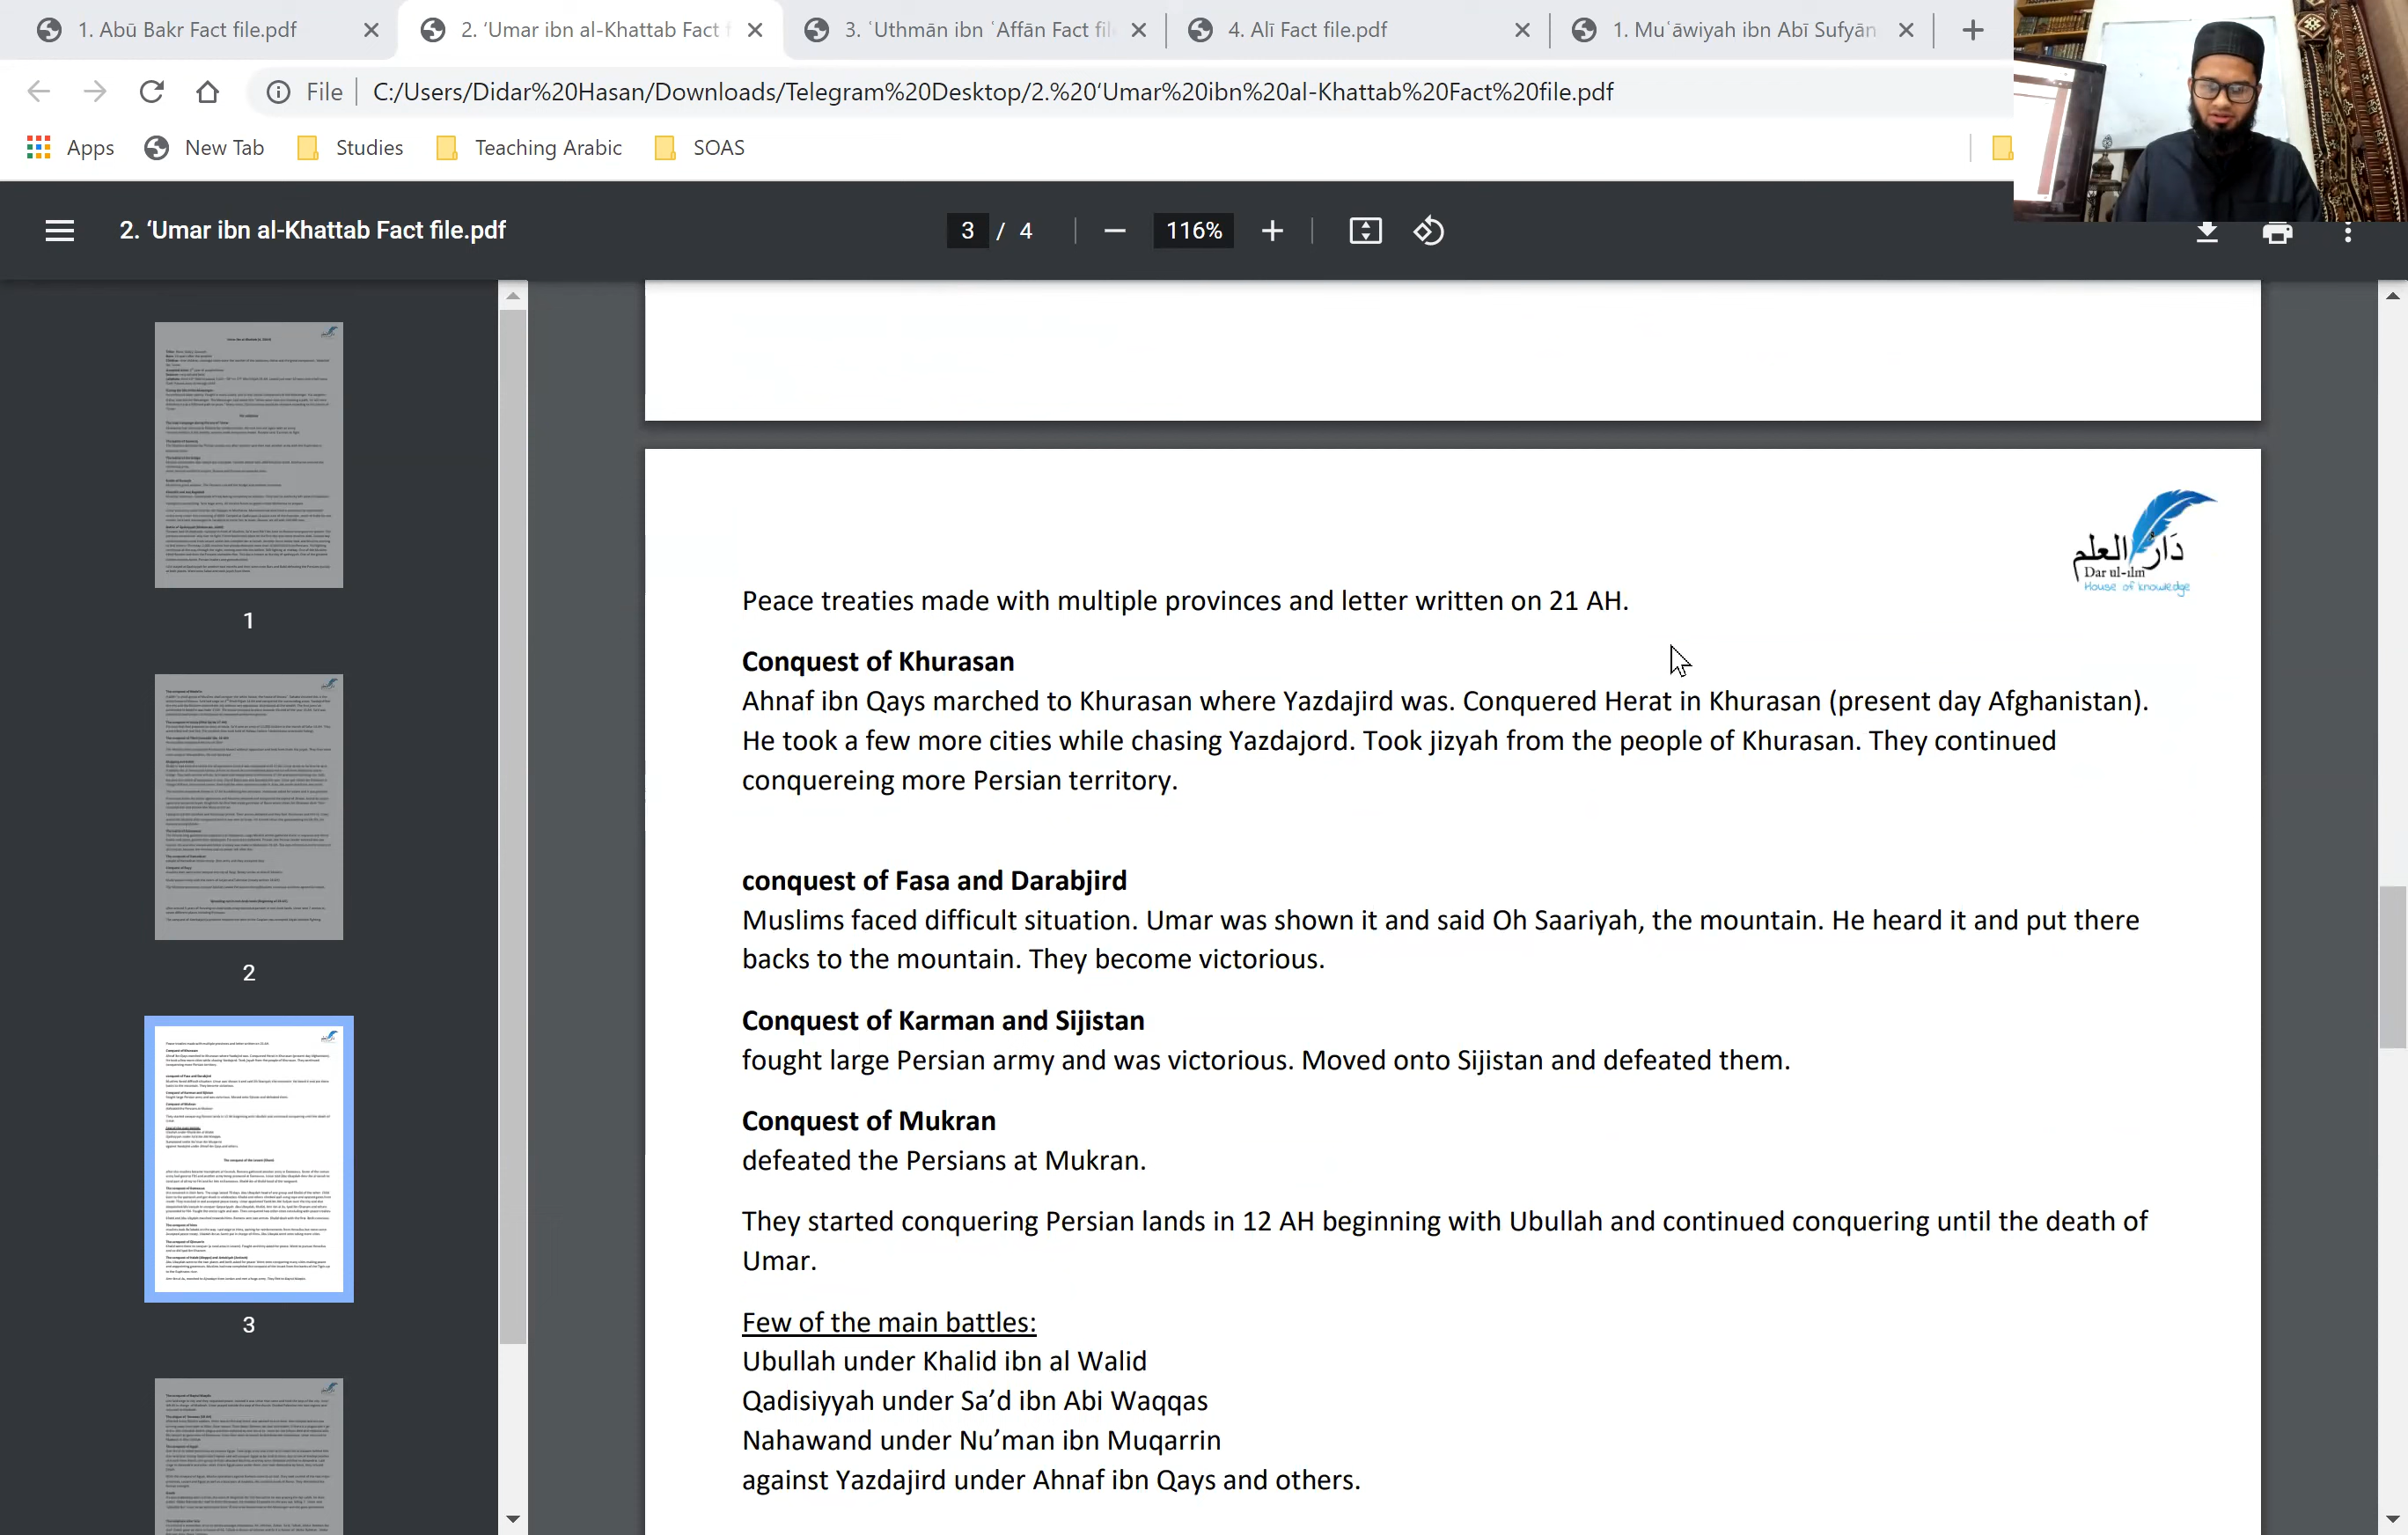 1. Abū Bakr Fact file.pdf
2. ‘Umar ibn al-Khattab Fact f
3. ʿUthmān ibn ʿAffān Fact fil
4. Alī Fact file.pdf
1. Muʿāwiyah ibn Abī Sufyān
File
C:/Users/Didar%20Hasan/Downloads/Telegram%20Desktop/2.%20‘Umar%20ibn%20al-Khattab%20Fact%20file.pdf
Apps
New Tab
Studies
Teaching Arabic
SOAS
2. ‘Umar ibn al-Khattab Fact file.pdf
3 / 4
116%
1
2
3
دَارُ العلم
Dar ul-ilm
House of knowledge
Peace treaties made with multiple provinces and letter written on 21 AH.
Conquest of Khurasan
Ahnaf ibn Qays marched to Khurasan where Yazdajird was. Conquered Herat in Khurasan (present day Afghanistan).
He took a few more cities while chasing Yazdajord. Took jizyah from the people of Khurasan. They continued
conquereing more Persian territory.
conquest of Fasa and Darabjird
Muslims faced difficult situation. Umar was shown it and said Oh Saariyah, the mountain. He heard it and put there
backs to the mountain. They become victorious.
Conquest of Karman and Sijistan
fought large Persian army and was victorious. Moved onto Sijistan and defeated them.
Conquest of Mukran
defeated the Persians at Mukran.
They started conquering Persian lands in 12 AH beginning with Ubullah and continued conquering until the death of
Umar.
Few of the main battles:
Ubullah under Khalid ibn al Walid
Qadisiyyah under Sa’d ibn Abi Waqqas
Nahawand under Nu’man ibn Muqarrin
against Yazdajird under Ahnaf ibn Qays and others.